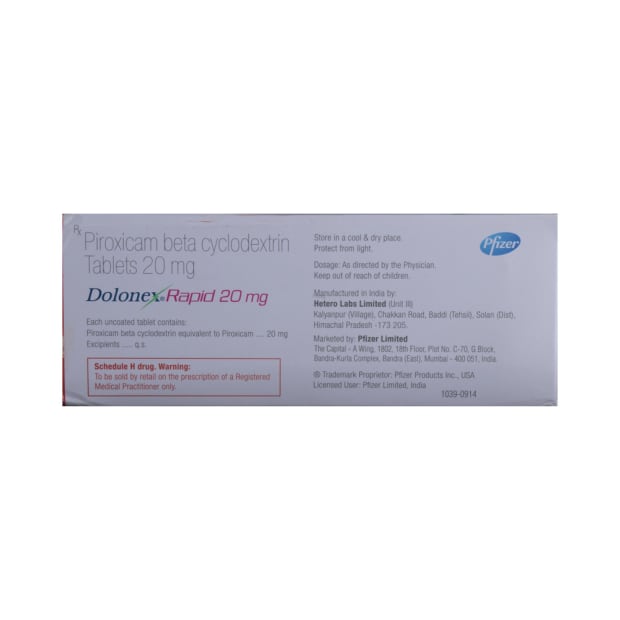 Rx
Piroxicam beta cyclodextrin
Tablets 20 mg
Dolonex® Rapid 20 mg
Each uncoated tablet contains:
Piroxicam beta cyclodextrin equivalent to Piroxicam .... 20 mg
Excipients ..... q.s.
Schedule H drug. Warning:
To be sold by retail on the prescription of a Registered
Medical Practitioner only.
Store in a cool & dry place.
Protect from light.
Dosage: As directed by the Physician.
Keep out of reach of children.
Manufactured in India by:
Hetero Labs Limited (Unit III)
Kalyanpur (Village), Chakkan Road, Baddi (Tehsil), Solan (Dist),
Himachal Pradesh -173 205.
Marketed by: Pfizer Limited
The Capital - A Wing, 1802, 18th Floor, Plot No. C-70, G Block,
Bandra-Kurla Complex, Bandra (East), Mumbai - 400 051, India.
® Trademark Proprietor: Pfizer Products Inc., USA
Licensed User: Pfizer Limited, India
1039-0914
Pfizer